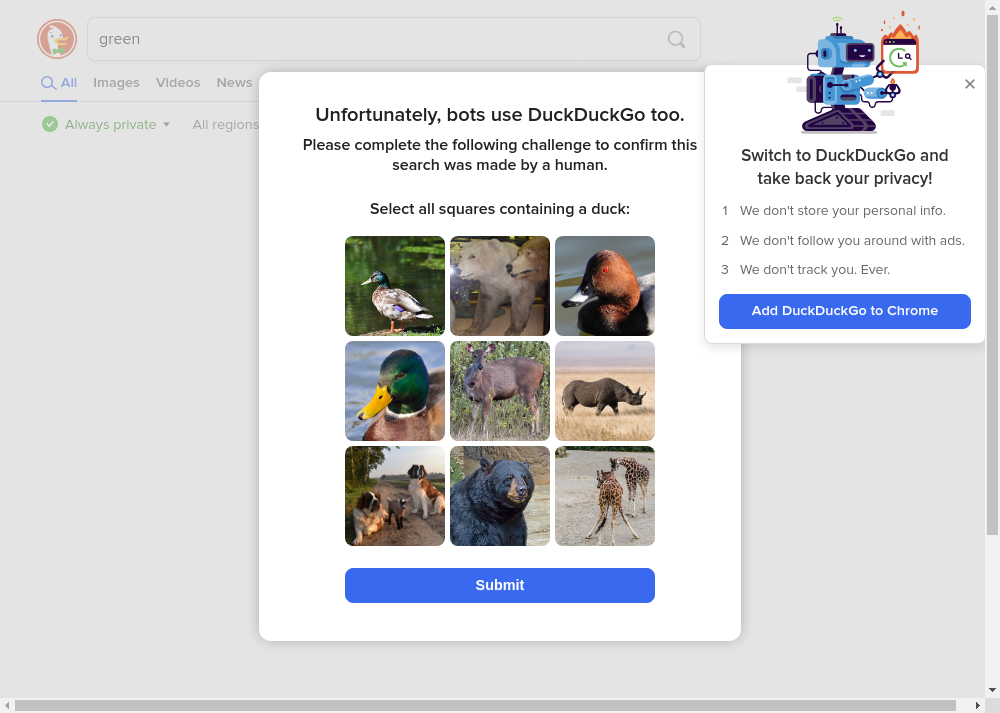 green
All Images Videos News
Always private All regions
Unfortunately, bots use DuckDuckGo too.
Please complete the following challenge to confirm this
search was made by a human.
Select all squares containing a duck:
Submit
Switch to DuckDuckGo and
take back your privacy!
1 We don't store your personal info.
2 We don't follow you around with ads.
3 We don't track you. Ever.
Add DuckDuckGo to Chrome